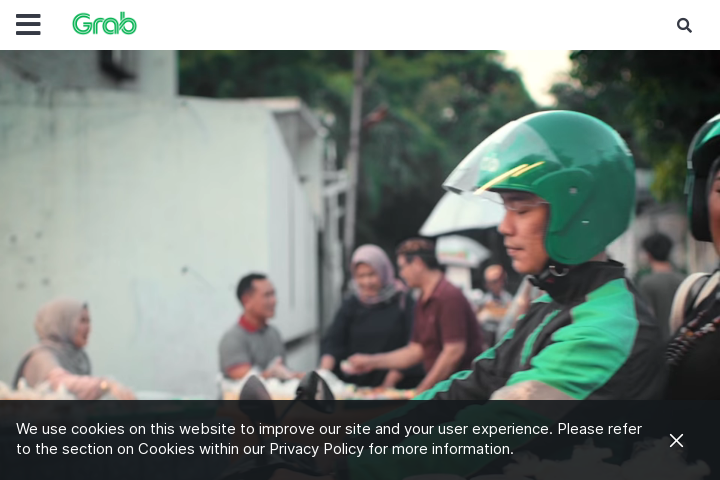 Grab
We use cookies on this website to improve our site and your user experience. Please refer
to the section on Cookies within our Privacy Policy for more information.